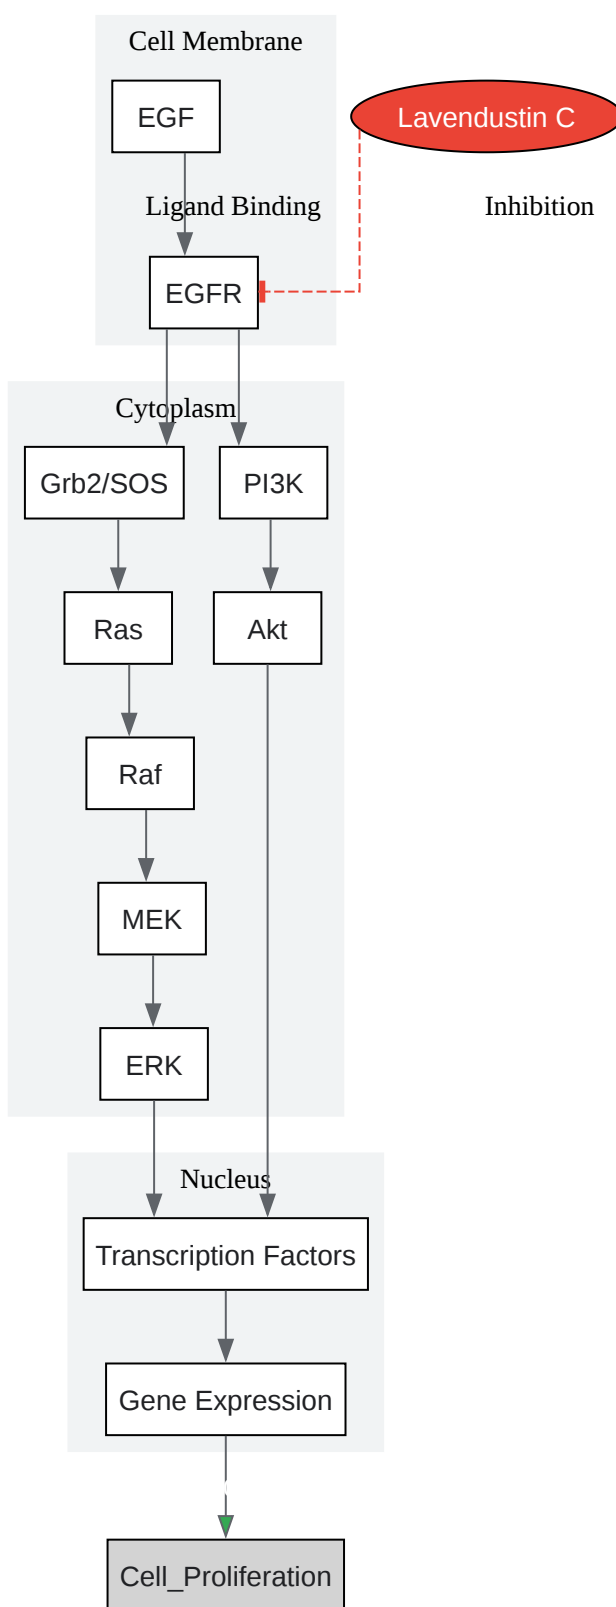 Cell Membrane
EGF
Lavendustin C
Ligand Binding
Inhibition
EGFR
Cytoplasm
Grb2/SOS
PI3K
Ras
Akt
Raf
MEK
ERK
Nucleus
Transcription Factors
Gene Expression
Cell_Proliferation